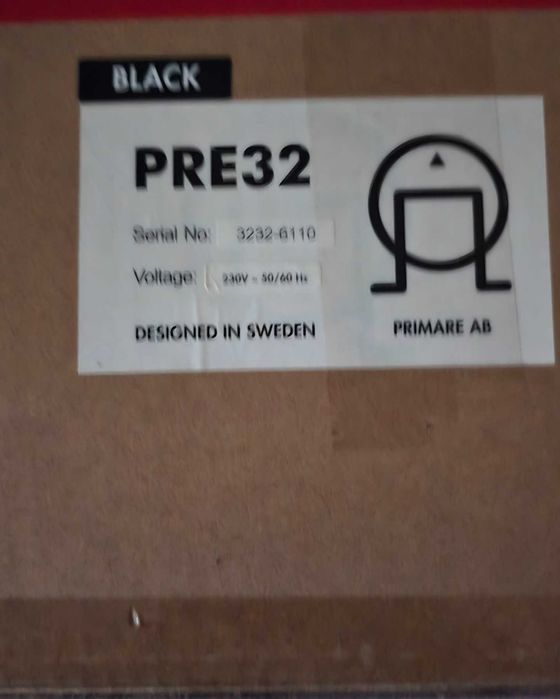 BLACK
PRE32
Serial No: 3232-6110
Voltage: 230V ~ 50/60 Hz
DESIGNED IN SWEDEN
PRIMARE AB